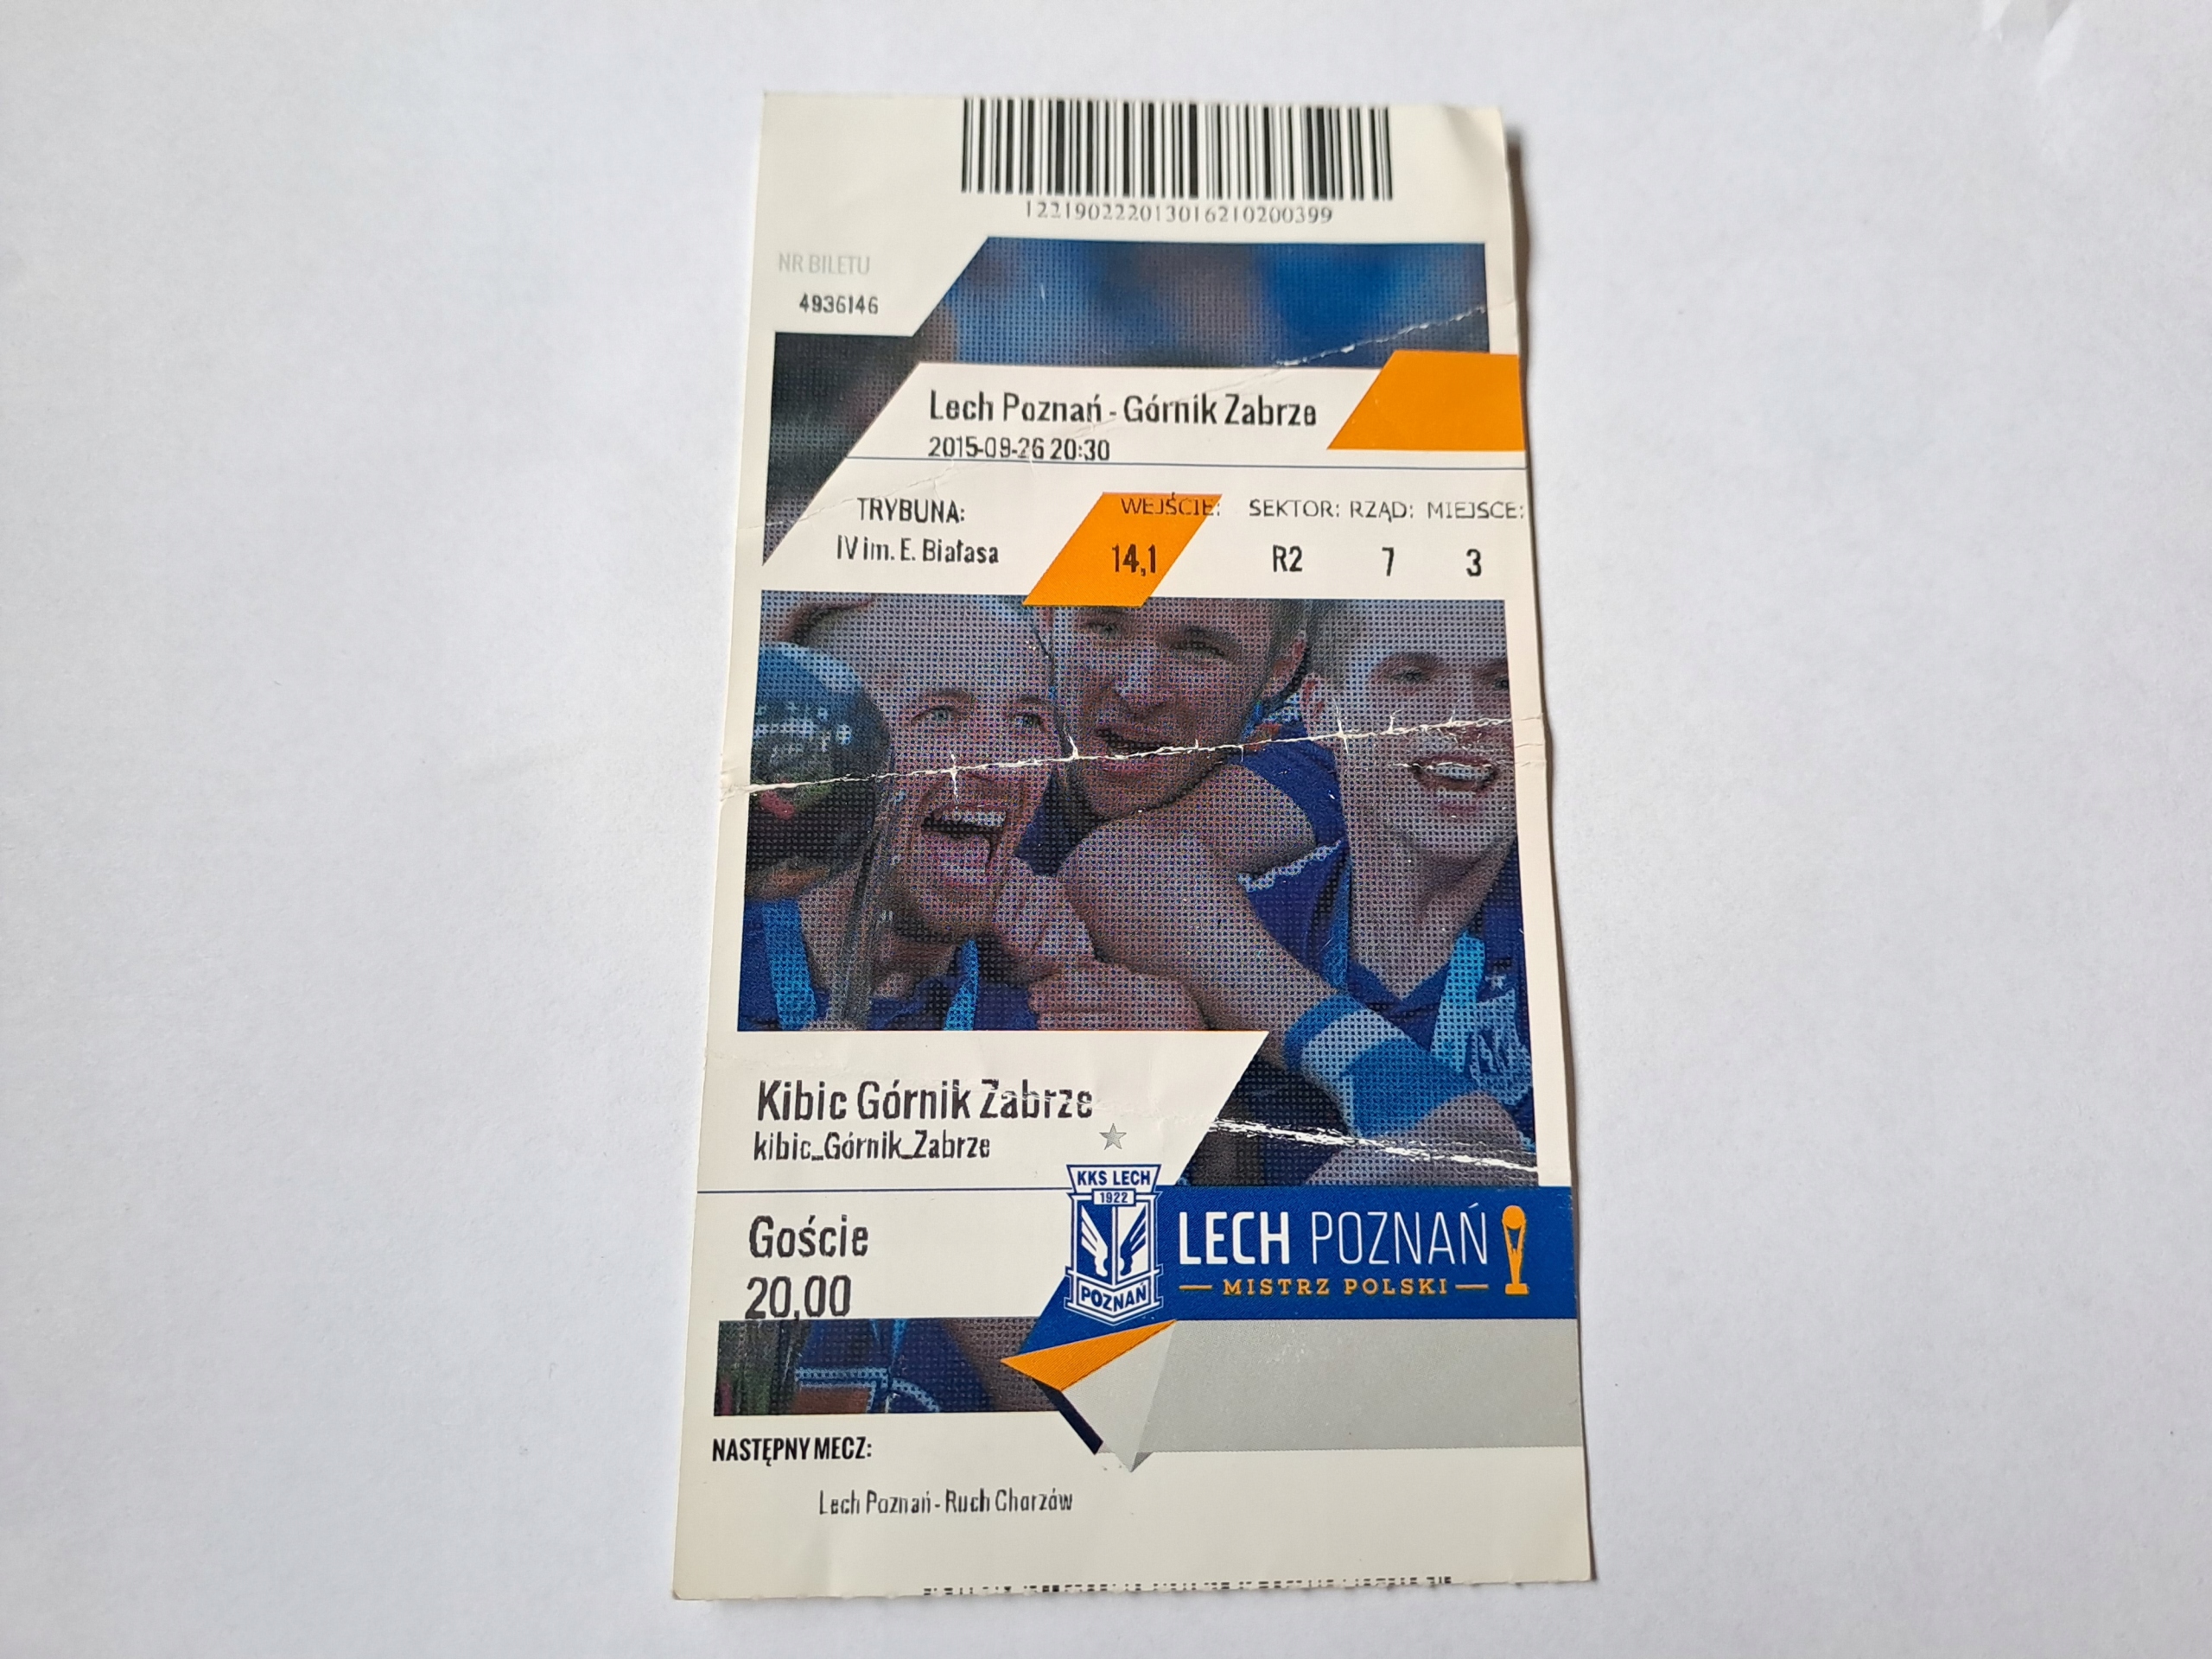 12219022201301621020039​9
NR BILETU
4936146
Lech Poznań - Górnik Zabrze
2015-09-26 20:30
TRYBUNA: WEJŚCIE: SEKTOR: RZĄD: MIEJSCE:
IV im. E. Białasa 14,1 R2 7 3
Kibic Górnik Zabrze
kibic_Górnik_Zabrze
KKS LECH
1922
POZNAŃ
Goście
20,00
LECH POZNAŃ
MISTRZ POLSKI
NASTĘPNY MECZ:
Lech Poznań - Ruch Chorzów